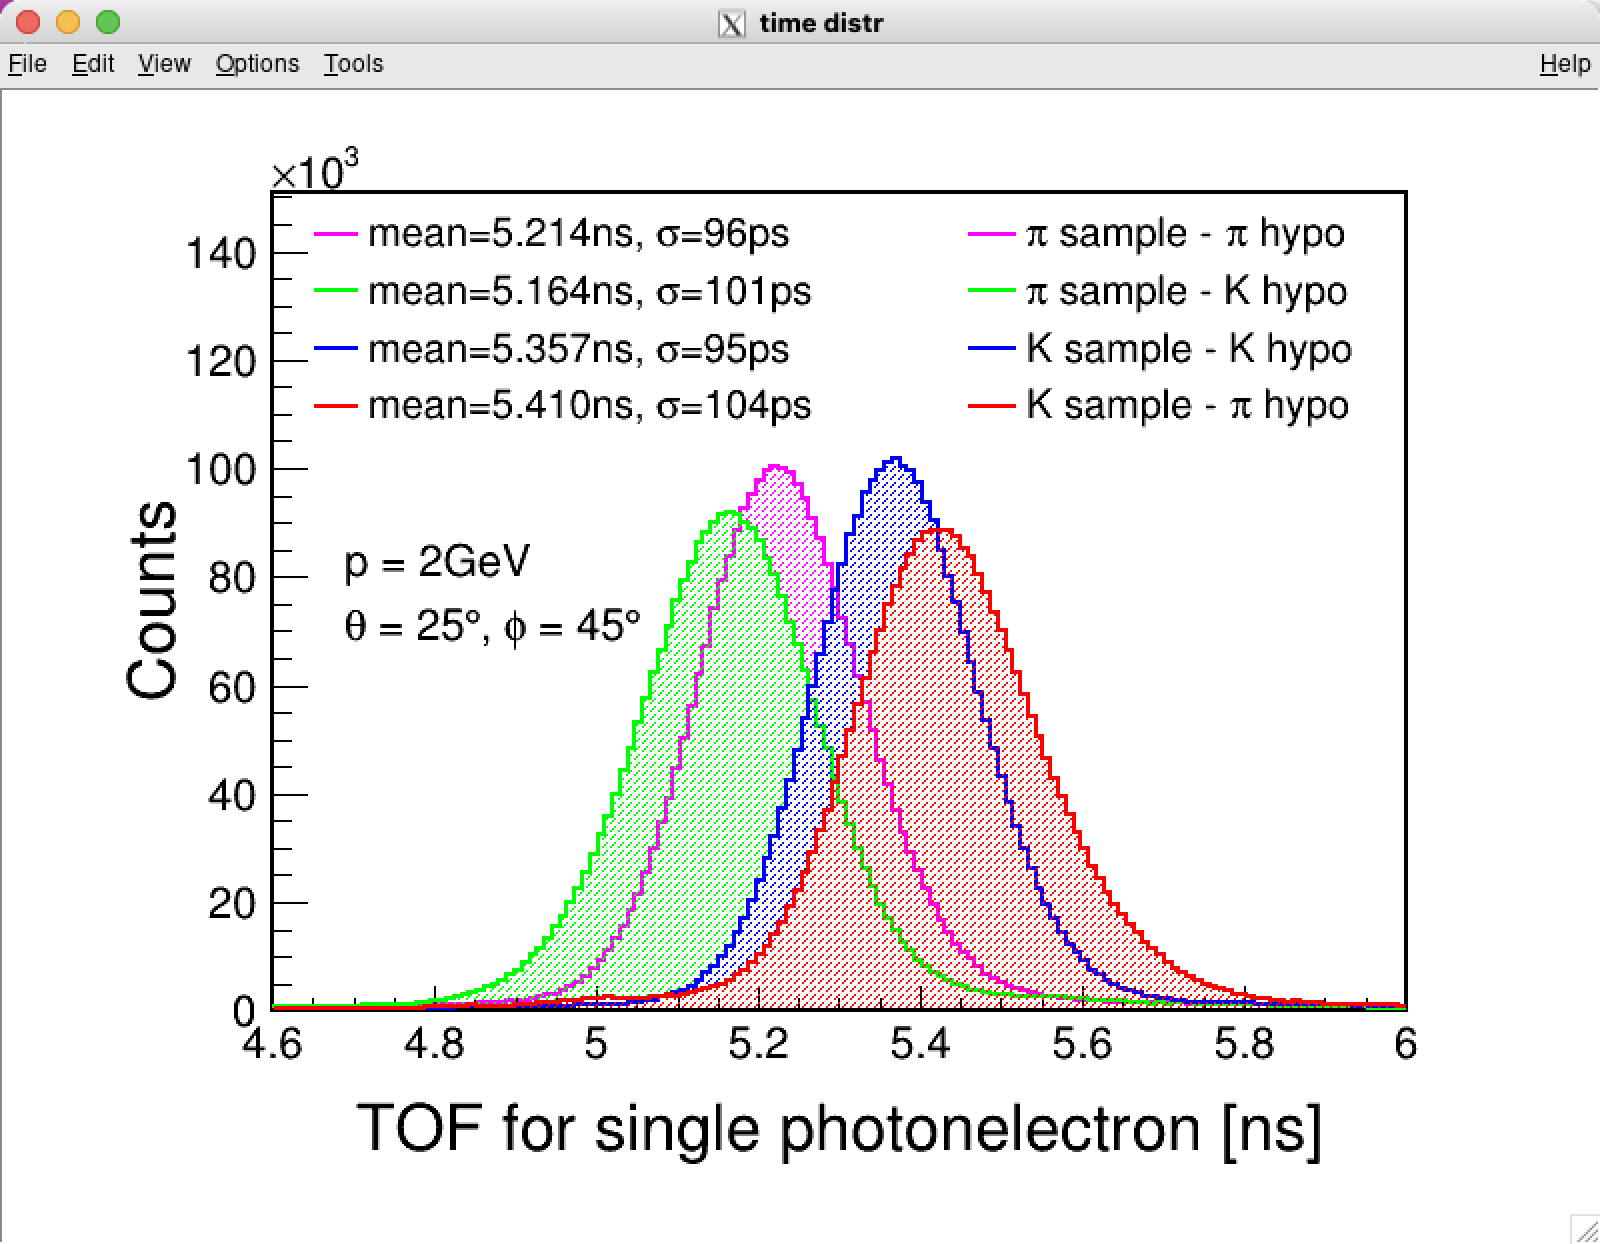 time distr
File Edit View Options Tools Help
×10³
mean=5.214ns, σ=96ps π sample - π hypo
mean=5.164ns, σ=101ps π sample - K hypo
mean=5.357ns, σ=95ps K sample - K hypo
mean=5.410ns, σ=104ps K sample - π hypo
p = 2GeV
θ = 25º, ϕ = 45º
Counts
140
120
100
80
60
40
20
0
4.6 4.8 5 5.2 5.4 5.6 5.8 6
TOF for single photonelectron [ns]